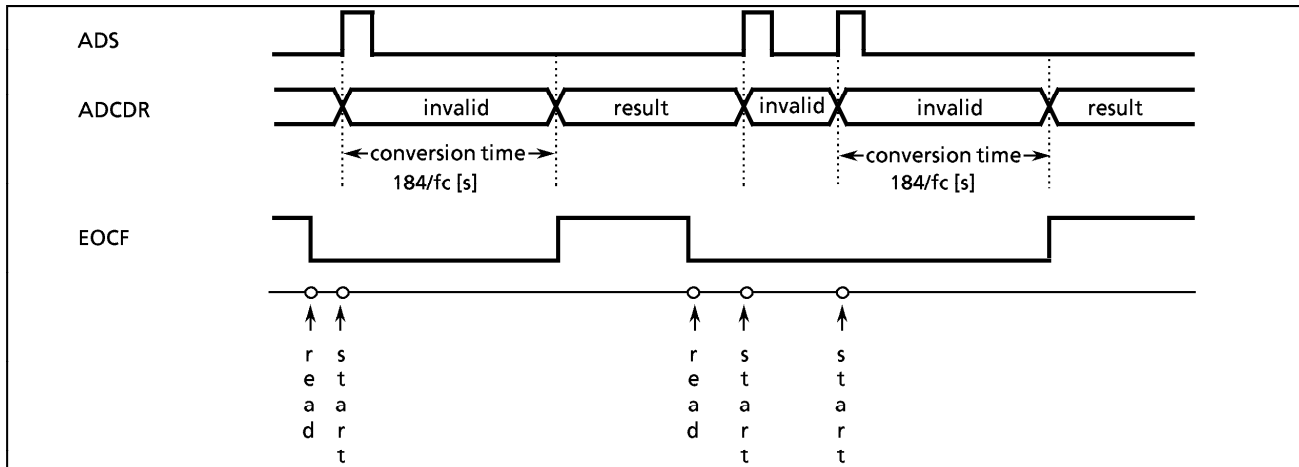 ADS
ADCDR
invalid
result
invalid
invalid
result
conversion time
184/fc [s]
conversion time
184/fc [s]
EOCF
read
start
read
start
start